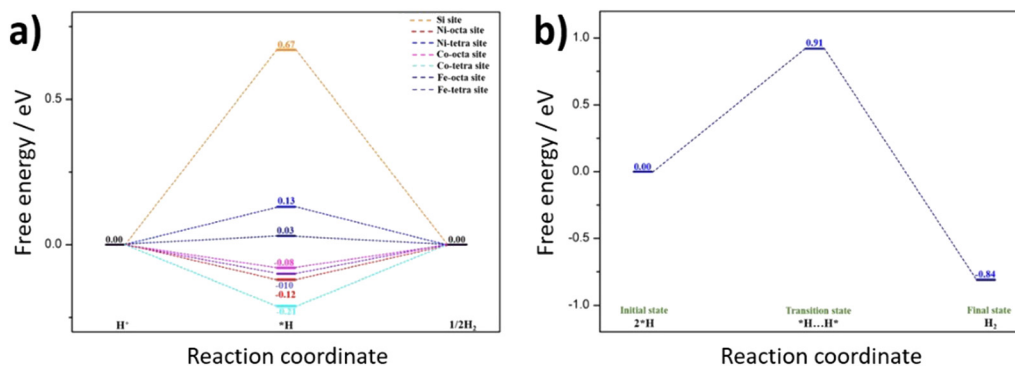 a)
Si site
Ni-octa site
Ni-tetra site
Co-octa site
Co-tetra site
Fe-octa site
Fe-tetra site
0.67
0.5
0.13
0.03
0.00
0.00
0.0
-0.08
-010
-0.12
-0.21
H⁺ *H 1/2H₂
Free energy / eV
Reaction coordinate
b)
1.0
0.91
0.5
0.00
0.0
-0.5
-0.84
-1.0
Initial state Transition state Final state
2*H *H...H* H₂
Free energy / eV
Reaction coordinate